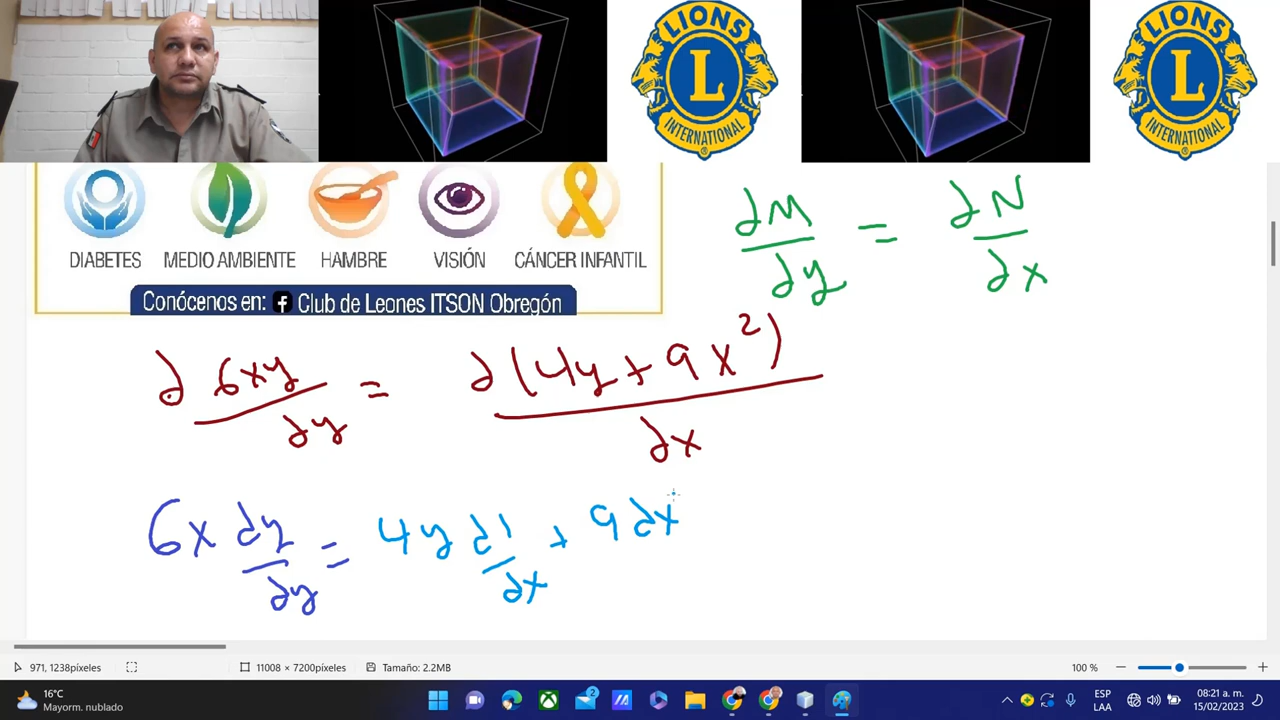 LIONS
L
INTERNATIONAL
®
LIONS
L
INTERNATIONAL
®
DIABETES MEDIO AMBIENTE HAMBRE VISIÓN CÁNCER INFANTIL
Conócenos en: f Club de Leones ITSON Obregón
∂M/∂y = ∂N/∂x
∂ 6xy/∂y = ∂(4y + 9x²)/∂x
6x ∂y/∂y = 4y ∂1/∂x + 9∂x
971, 1238píxeles 11008 × 7200píxeles Tamaño: 2.2MB 100 %
16°C
Mayorm. nublado
2
ESP
LAA
08:21 a. m.
15/02/2023